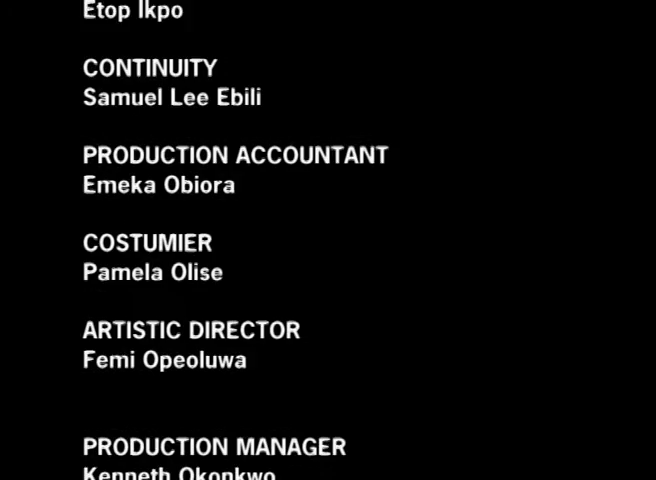 Etop Ikpo
CONTINUITY
Samuel Lee Ebili
PRODUCTION ACCOUNTANT
Emeka Obiora
COSTUMIER
Pamela Olise
ARTISTIC DIRECTOR
Femi Opeoluwa
PRODUCTION MANAGER
Kenneth Okonkwo